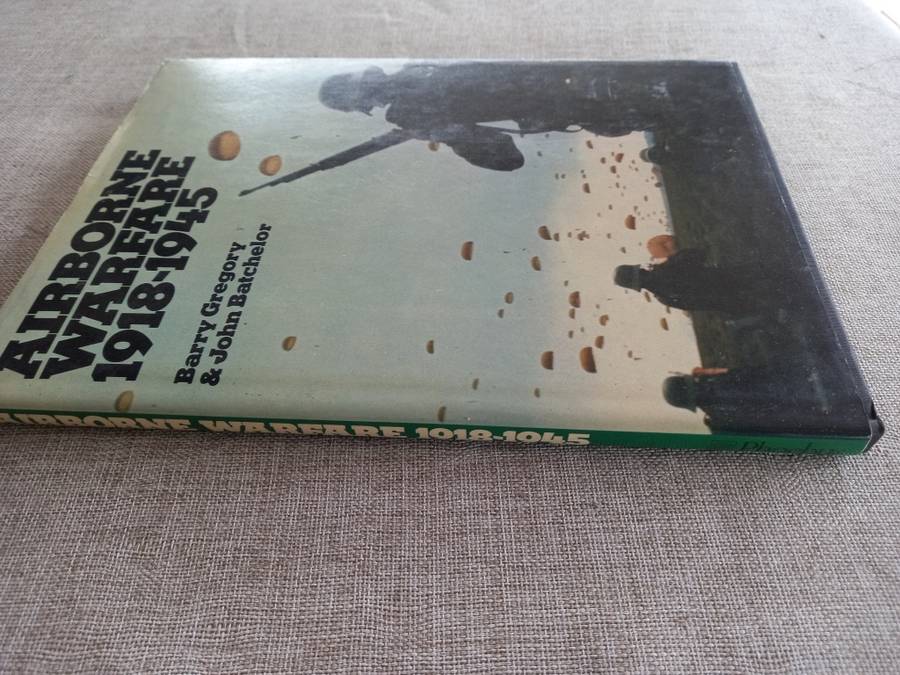 AIRBORNE
WARFARE
1918-1945
Barry Gregory
& John Batchelor
AIRBORNE WARFARE 1918-1945